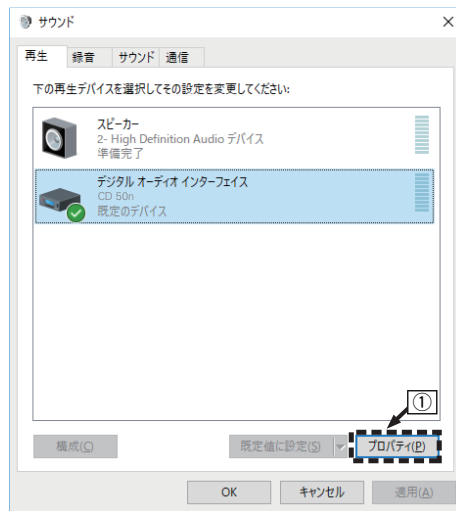 サウンド
再生 録音 サウンド 通信
下の再生デバイスを選択してその設定を変更してください:
スピーカー
2- High Definition Audio デバイス
準備完了
デジタル オーディオ インターフェイス
CD 50n
既定のデバイス
①
構成(C) 既定値に設定(S) プロパティ(P)
OK キャンセル 適用(A)